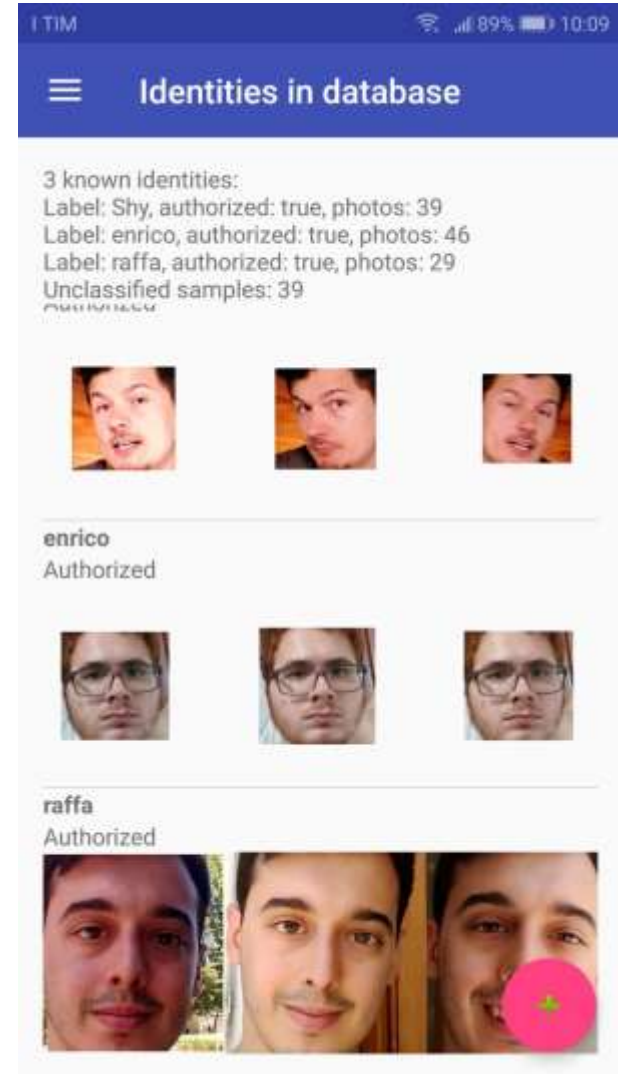 I TIM 89% 10:09
Identities in database
3 known identities:
Label: Shy, authorized: true, photos: 39
Label: enrico, authorized: true, photos: 46
Label: raffa, authorized: true, photos: 29
Unclassified samples: 39
Authorized
enrico
Authorized
raffa
Authorized